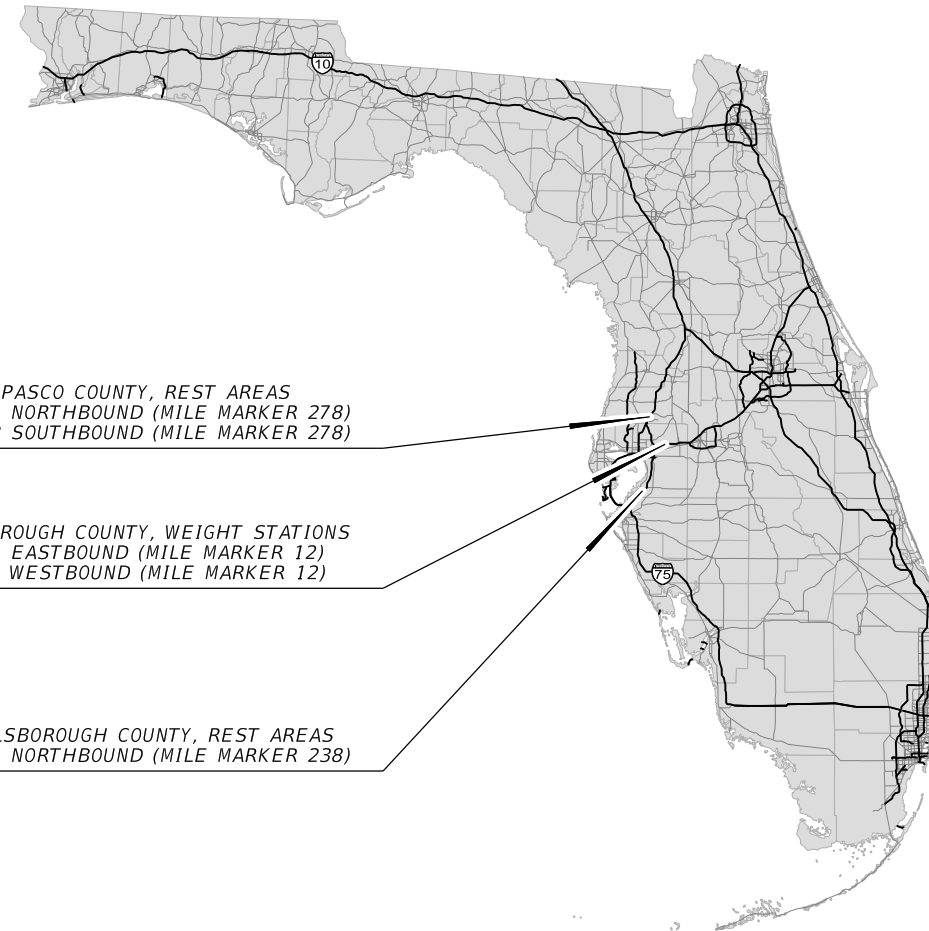 10
PASCO COUNTY, REST AREAS
NORTHBOUND (MILE MARKER 278)
SOUTHBOUND (MILE MARKER 278)
ROUGH COUNTY, WEIGHT STATIONS
EASTBOUND (MILE MARKER 12)
WESTBOUND (MILE MARKER 12)
75
LSBOROUGH COUNTY, REST AREAS
NORTHBOUND (MILE MARKER 238)